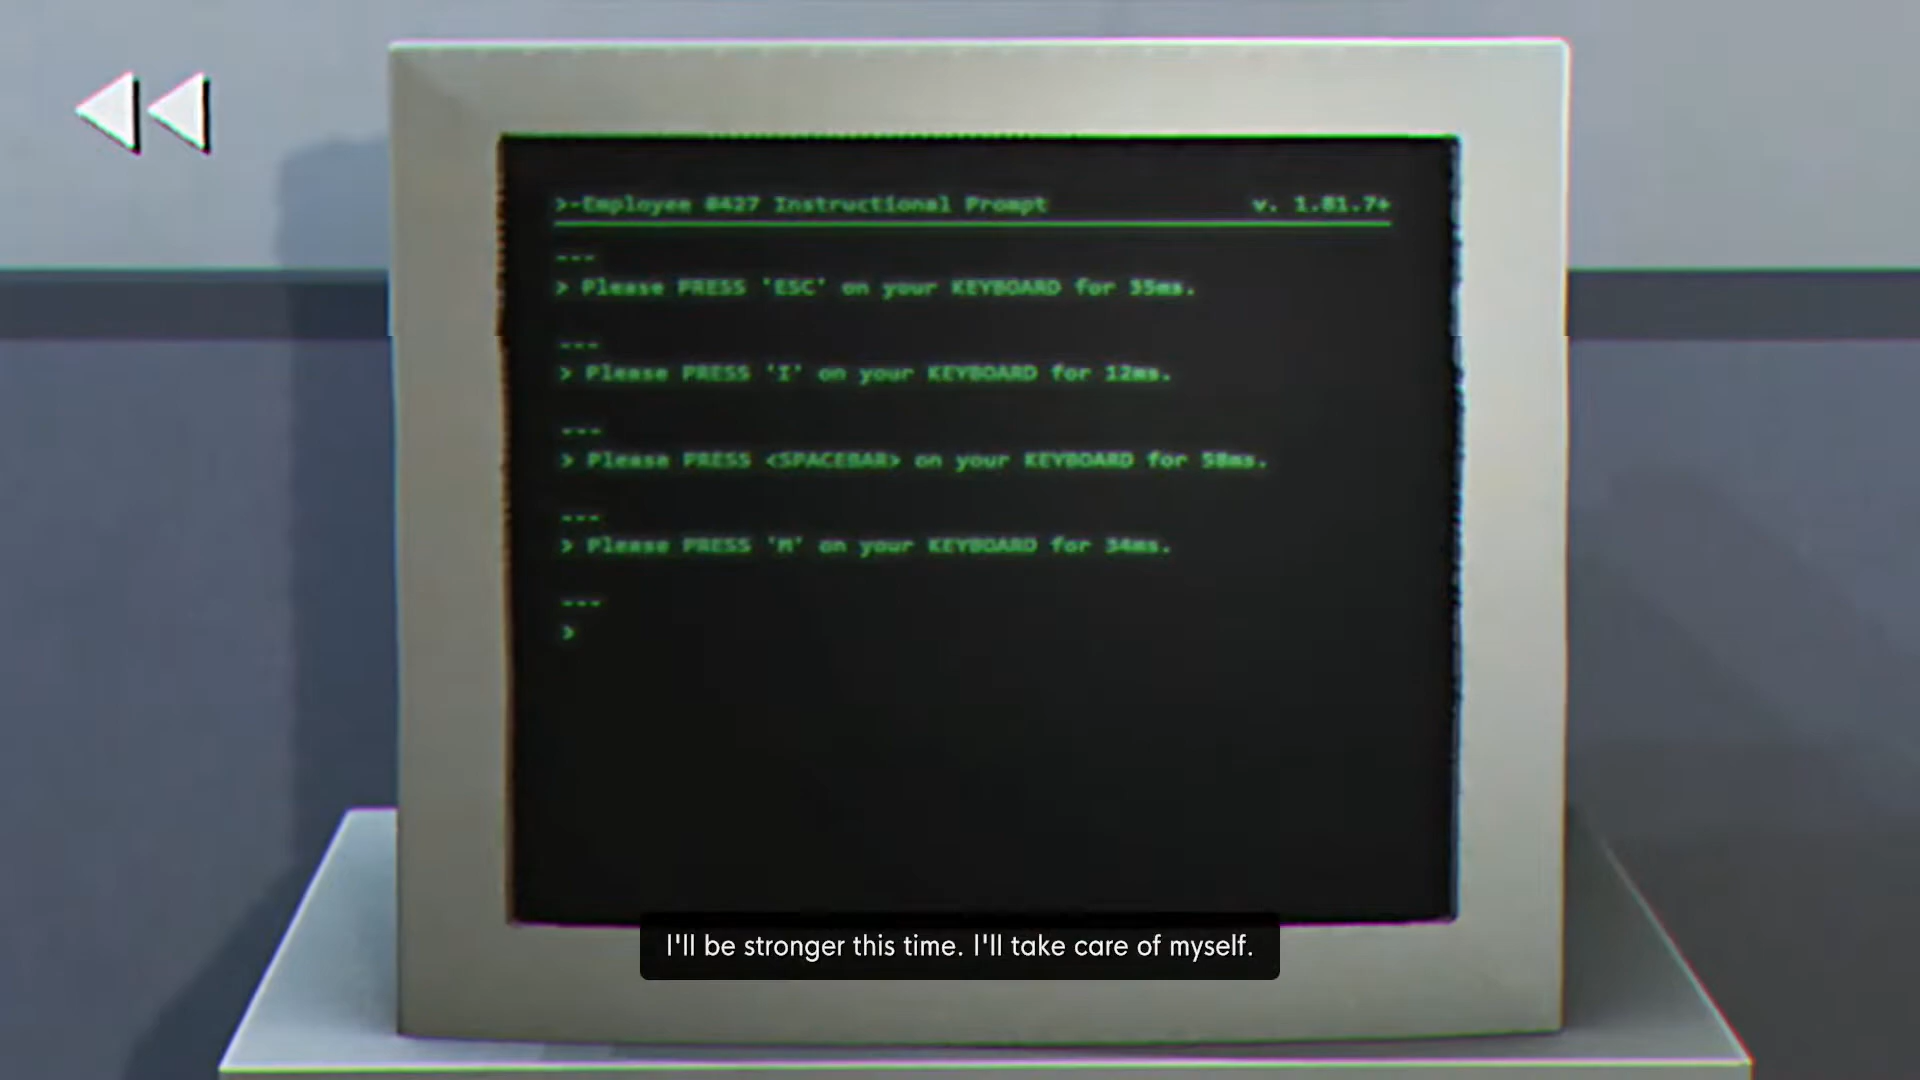 >-Employee #427 Instructional Prompt v. 1.81.7+
---
> Please PRESS 'ESC' on your KEYBOARD for 35ms.
---
> Please PRESS 'I' on your KEYBOARD for 12ms.
---
> Please PRESS <SPACEBAR> on your KEYBOARD for 58ms.
---
> Please PRESS 'M' on your KEYBOARD for 34ms.
---
>
I'll be stronger this time. I'll take care of myself.